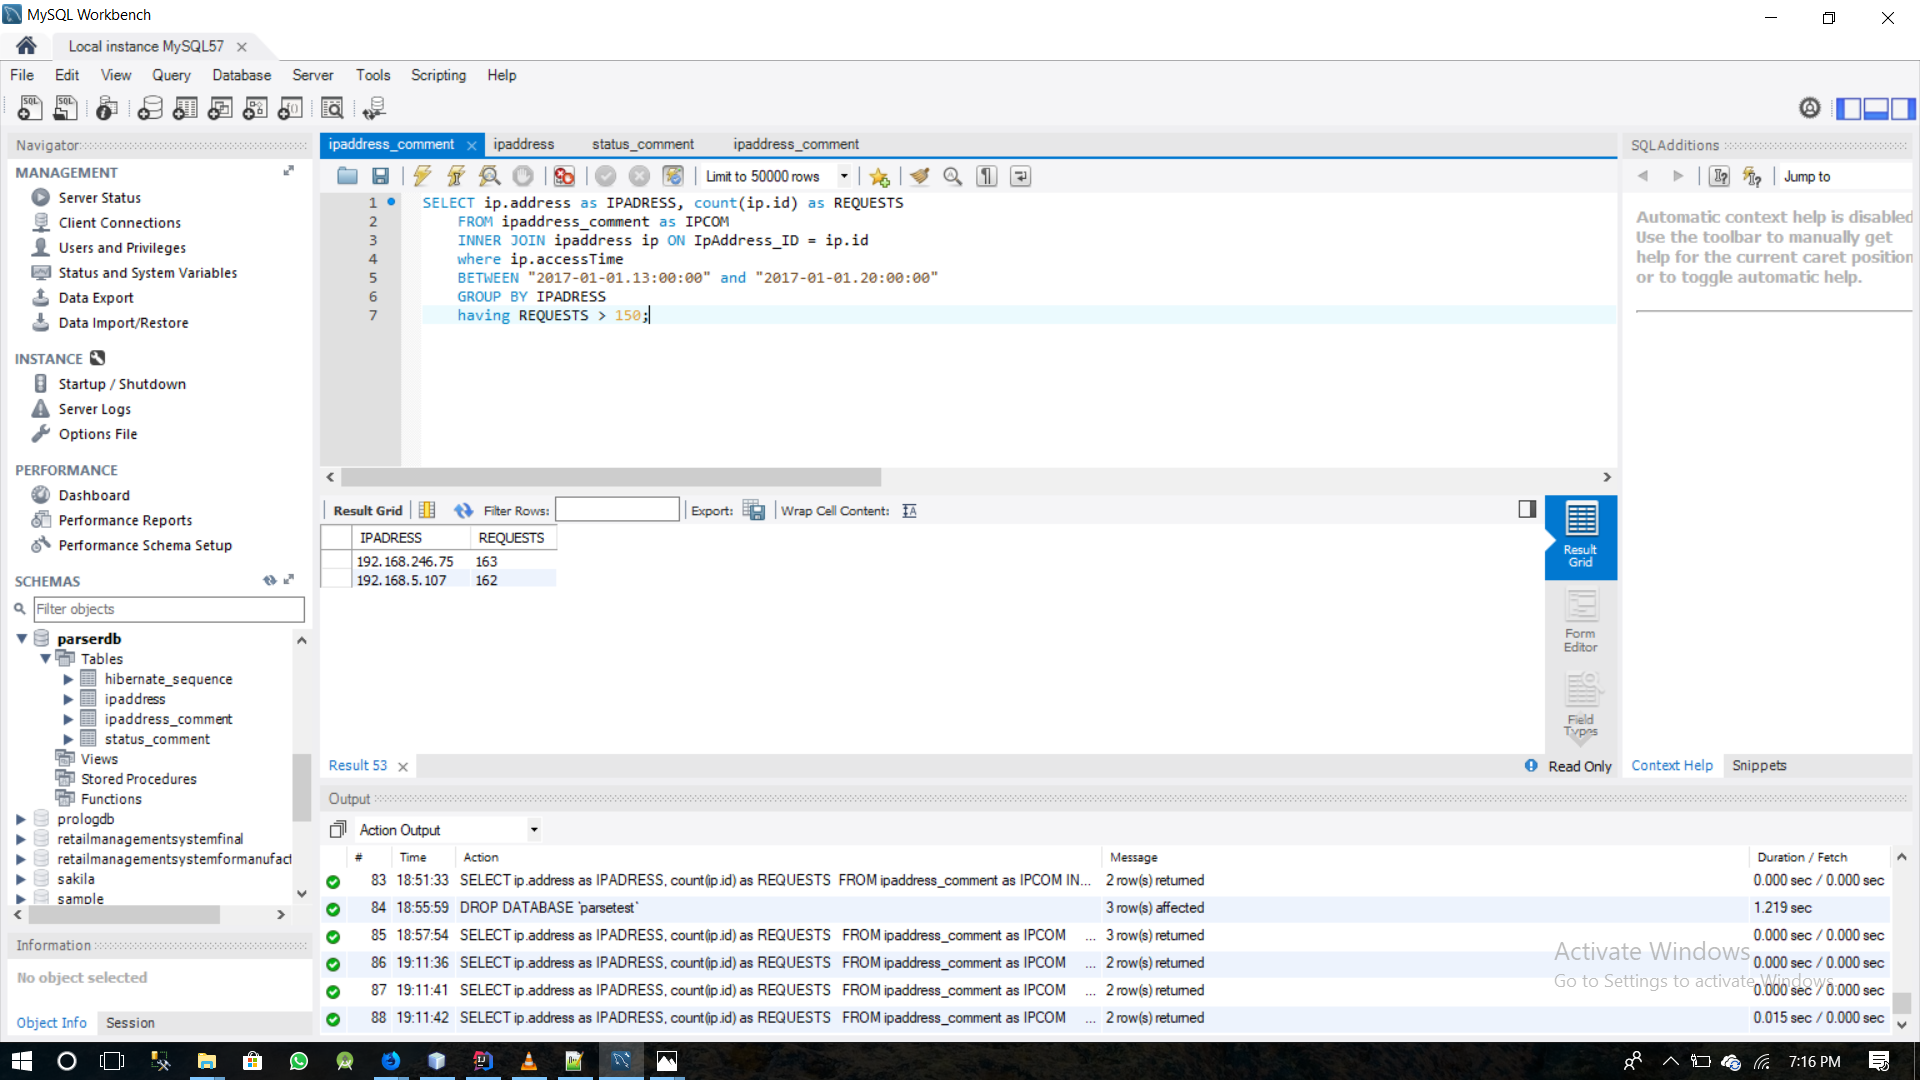 MySQL Workbench
Local instance MySQL57
File Edit View Query Database Server Tools Scripting Help
Navigator
MANAGEMENT
Server Status
Client Connections
Users and Privileges
Status and System Variables
Data Export
Data Import/Restore
INSTANCE
Startup / Shutdown
Server Logs
Options File
PERFORMANCE
Dashboard
Performance Reports
Performance Schema Setup
SCHEMAS
Filter objects
parserdb
Tables
hibernate_sequence
ipaddress
ipaddress_comment
status_comment
Views
Stored Procedures
Functions
prologdb
retailmanagementsystemfinal
retailmanagementsystemformanufact
sakila
sample
Information
No object selected
Object Info Session
ipaddress_comment ipaddress status_comment ipaddress_comment
Limit to 50000 rows
1 SELECT ip.address as IPADRESS, count(ip.id) as REQUESTS
2 FROM ipaddress_comment as IPCOM
3 INNER JOIN ipaddress ip ON IpAddress_ID = ip.id
4 where ip.accessTime
5 BETWEEN "2017-01-01.13:00:00" and "2017-01-01.20:00:00"
6 GROUP BY IPADRESS
7 having REQUESTS > 150;
Result Grid Filter Rows: Export: Wrap Cell Content:
IPADRESS REQUESTS
192.168.246.75 163
192.168.5.107 162
Result Grid
Form Editor
Field Types
Result 53
Read Only
SQLAdditions
Jump to
Automatic context help is disabled
Use the toolbar to manually get
help for the current caret position
or to toggle automatic help.
Context Help Snippets
Output
Action Output
# Time Action Message Duration / Fetch
83 18:51:33 SELECT ip.address as IPADRESS, count(ip.id) as REQUESTS FROM ipaddress_comment as IPCOM IN... 2 row(s) returned 0.000 sec / 0.000 sec
84 18:55:59 DROP DATABASE `parsetest` 3 row(s) affected 1.219 sec
85 18:57:54 SELECT ip.address as IPADRESS, count(ip.id) as REQUESTS FROM ipaddress_comment as IPCOM ... 3 row(s) returned 0.000 sec / 0.000 sec
86 19:11:36 SELECT ip.address as IPADRESS, count(ip.id) as REQUESTS FROM ipaddress_comment as IPCOM ... 2 row(s) returned 0.000 sec / 0.000 sec
87 19:11:41 SELECT ip.address as IPADRESS, count(ip.id) as REQUESTS FROM ipaddress_comment as IPCOM ... 2 row(s) returned 0.000 sec / 0.000 sec
88 19:11:42 SELECT ip.address as IPADRESS, count(ip.id) as REQUESTS FROM ipaddress_comment as IPCOM ... 2 row(s) returned 0.015 sec / 0.000 sec
Activate Windows
Go to Settings to activate Windows.
7:16 PM